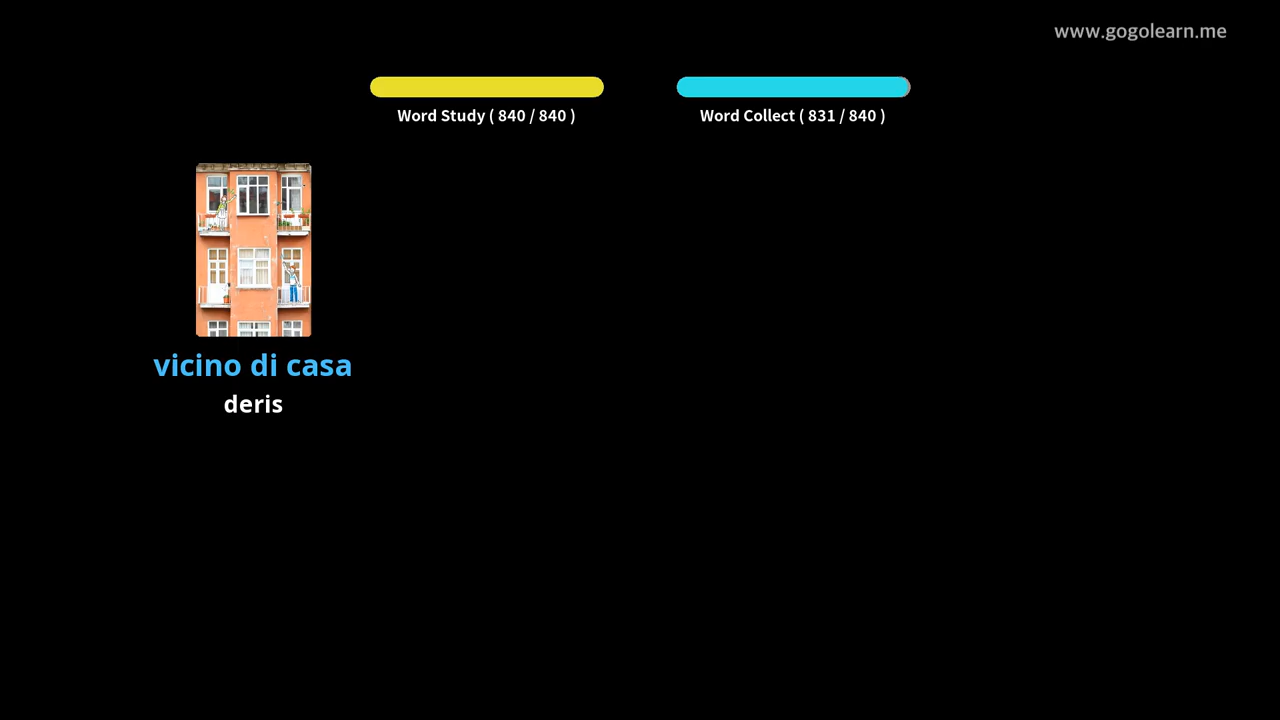 www.gogolearn.me
Word Study ( 840 / 840 )
Word Collect ( 831 / 840 )
vicino di casa
deris